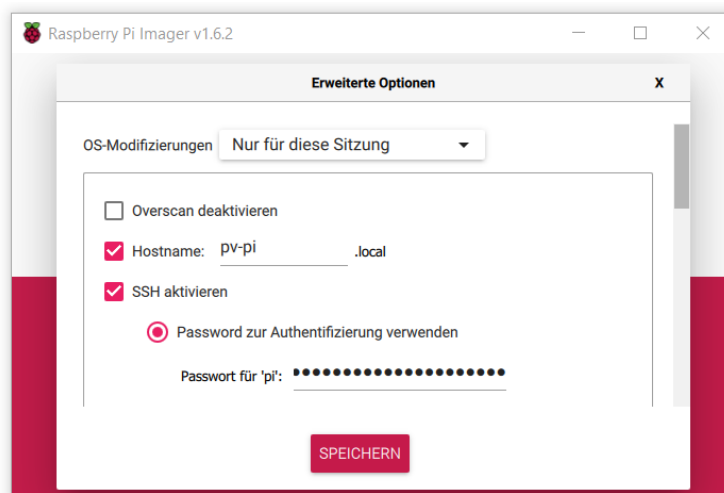 Raspberry Pi Imager v1.6.2
Erweiterte Optionen X
OS-Modifizierungen Nur für diese Sitzung
Overscan deaktivieren
Hostname: pv-pi .local
SSH aktivieren
Password zur Authentifizierung verwenden
Passwort für 'pi': •••••••••••••••••••••
SPEICHERN